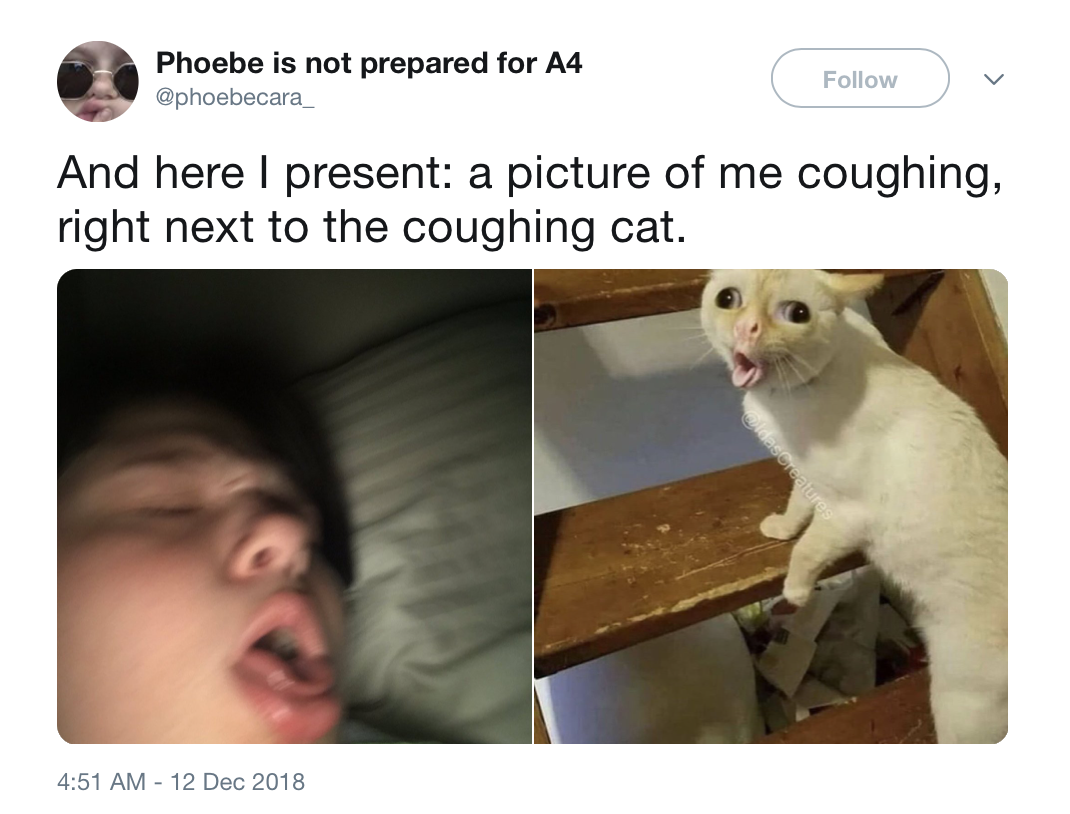 Phoebe is not prepared for A4
@phoebecara_
Follow
And here I present: a picture of me coughing,
right next to the coughing cat.
@IdasCreatures
4:51 AM - 12 Dec 2018